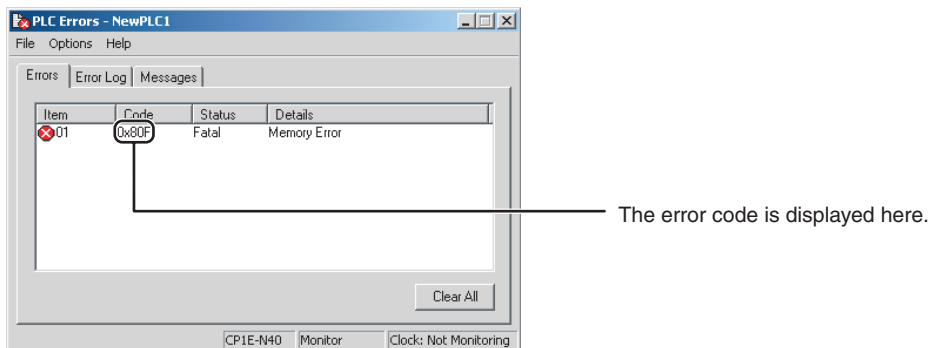 PLC Errors - NewPLC1
File Options Help
Errors Error Log Messages
Item Code Status Details
01 0x80F Fatal Memory Error
The error code is displayed here.
Clear All
CP1E-N40 Monitor Clock: Not Monitoring